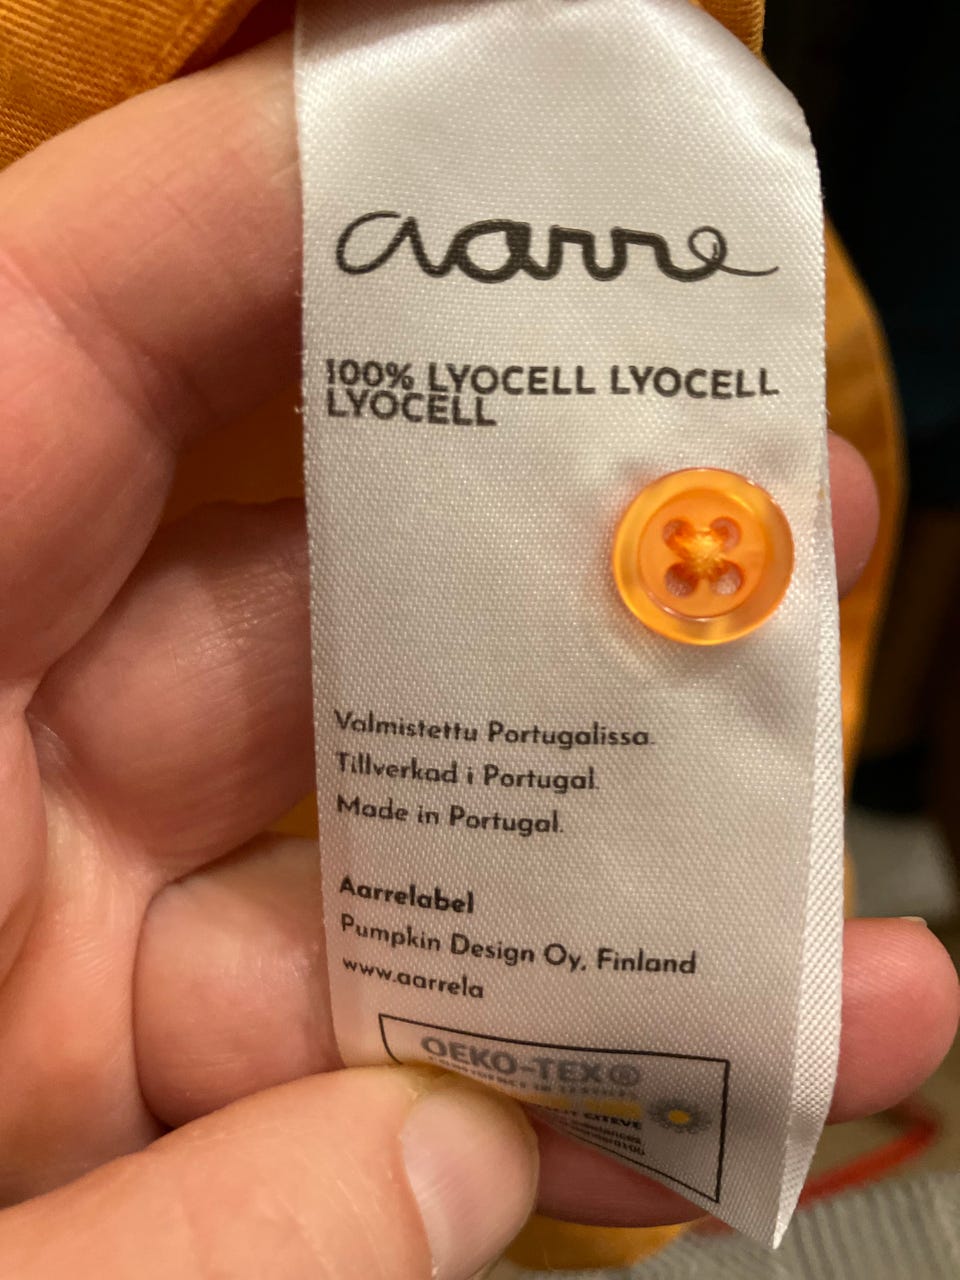 aarre
100% LYOCELL LYOCELL
LYOCELL
Valmistettu Portugalissa.
Tillverkad i Portugal.
Made in Portugal.
Aarrelabel
Pumpkin Design Oy, Finland
www.aarrela
OEKO-TEX®
CITEVE